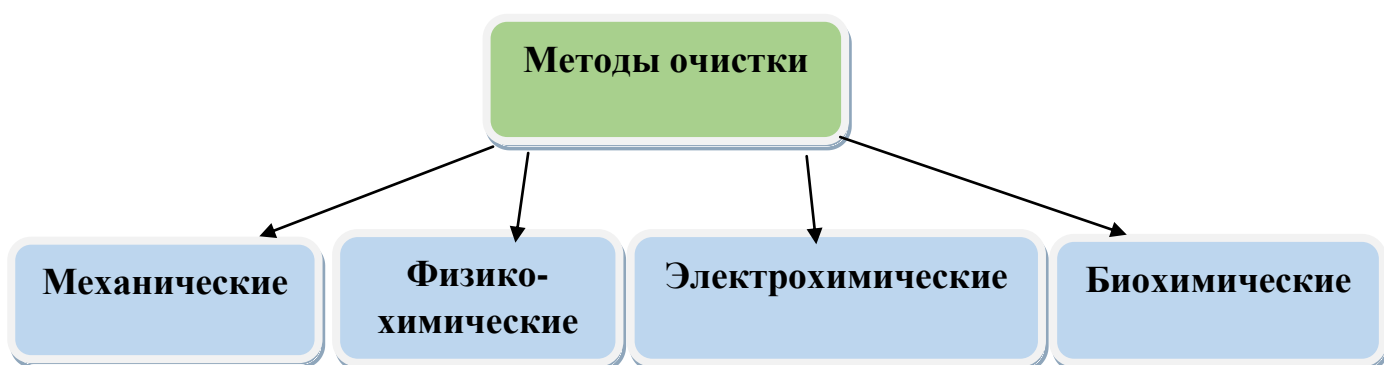 Методы очистки
Механические
Физико-
химические
Электрохимические
Биохимические